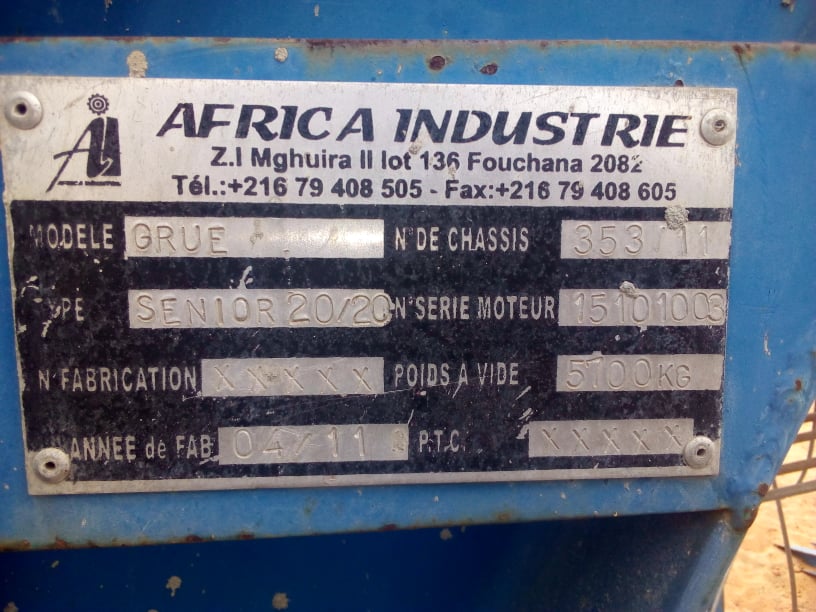 AFRICA INDUSTRIE
Z.I Mghuira II lot 136 Fouchana 2082
Tél.:+216 79 408 505 - Fax:+216 79 408 605
MODELE GRUE N° DE CHASSIS 353/11
TYPE SENIOR 20/20 N° SERIE MOTEUR 15101003
N° FABRICATION XXXXX POIDS A VIDE 5700KG
ANNEE de FAB 04/11 P.T.C. XXXXX